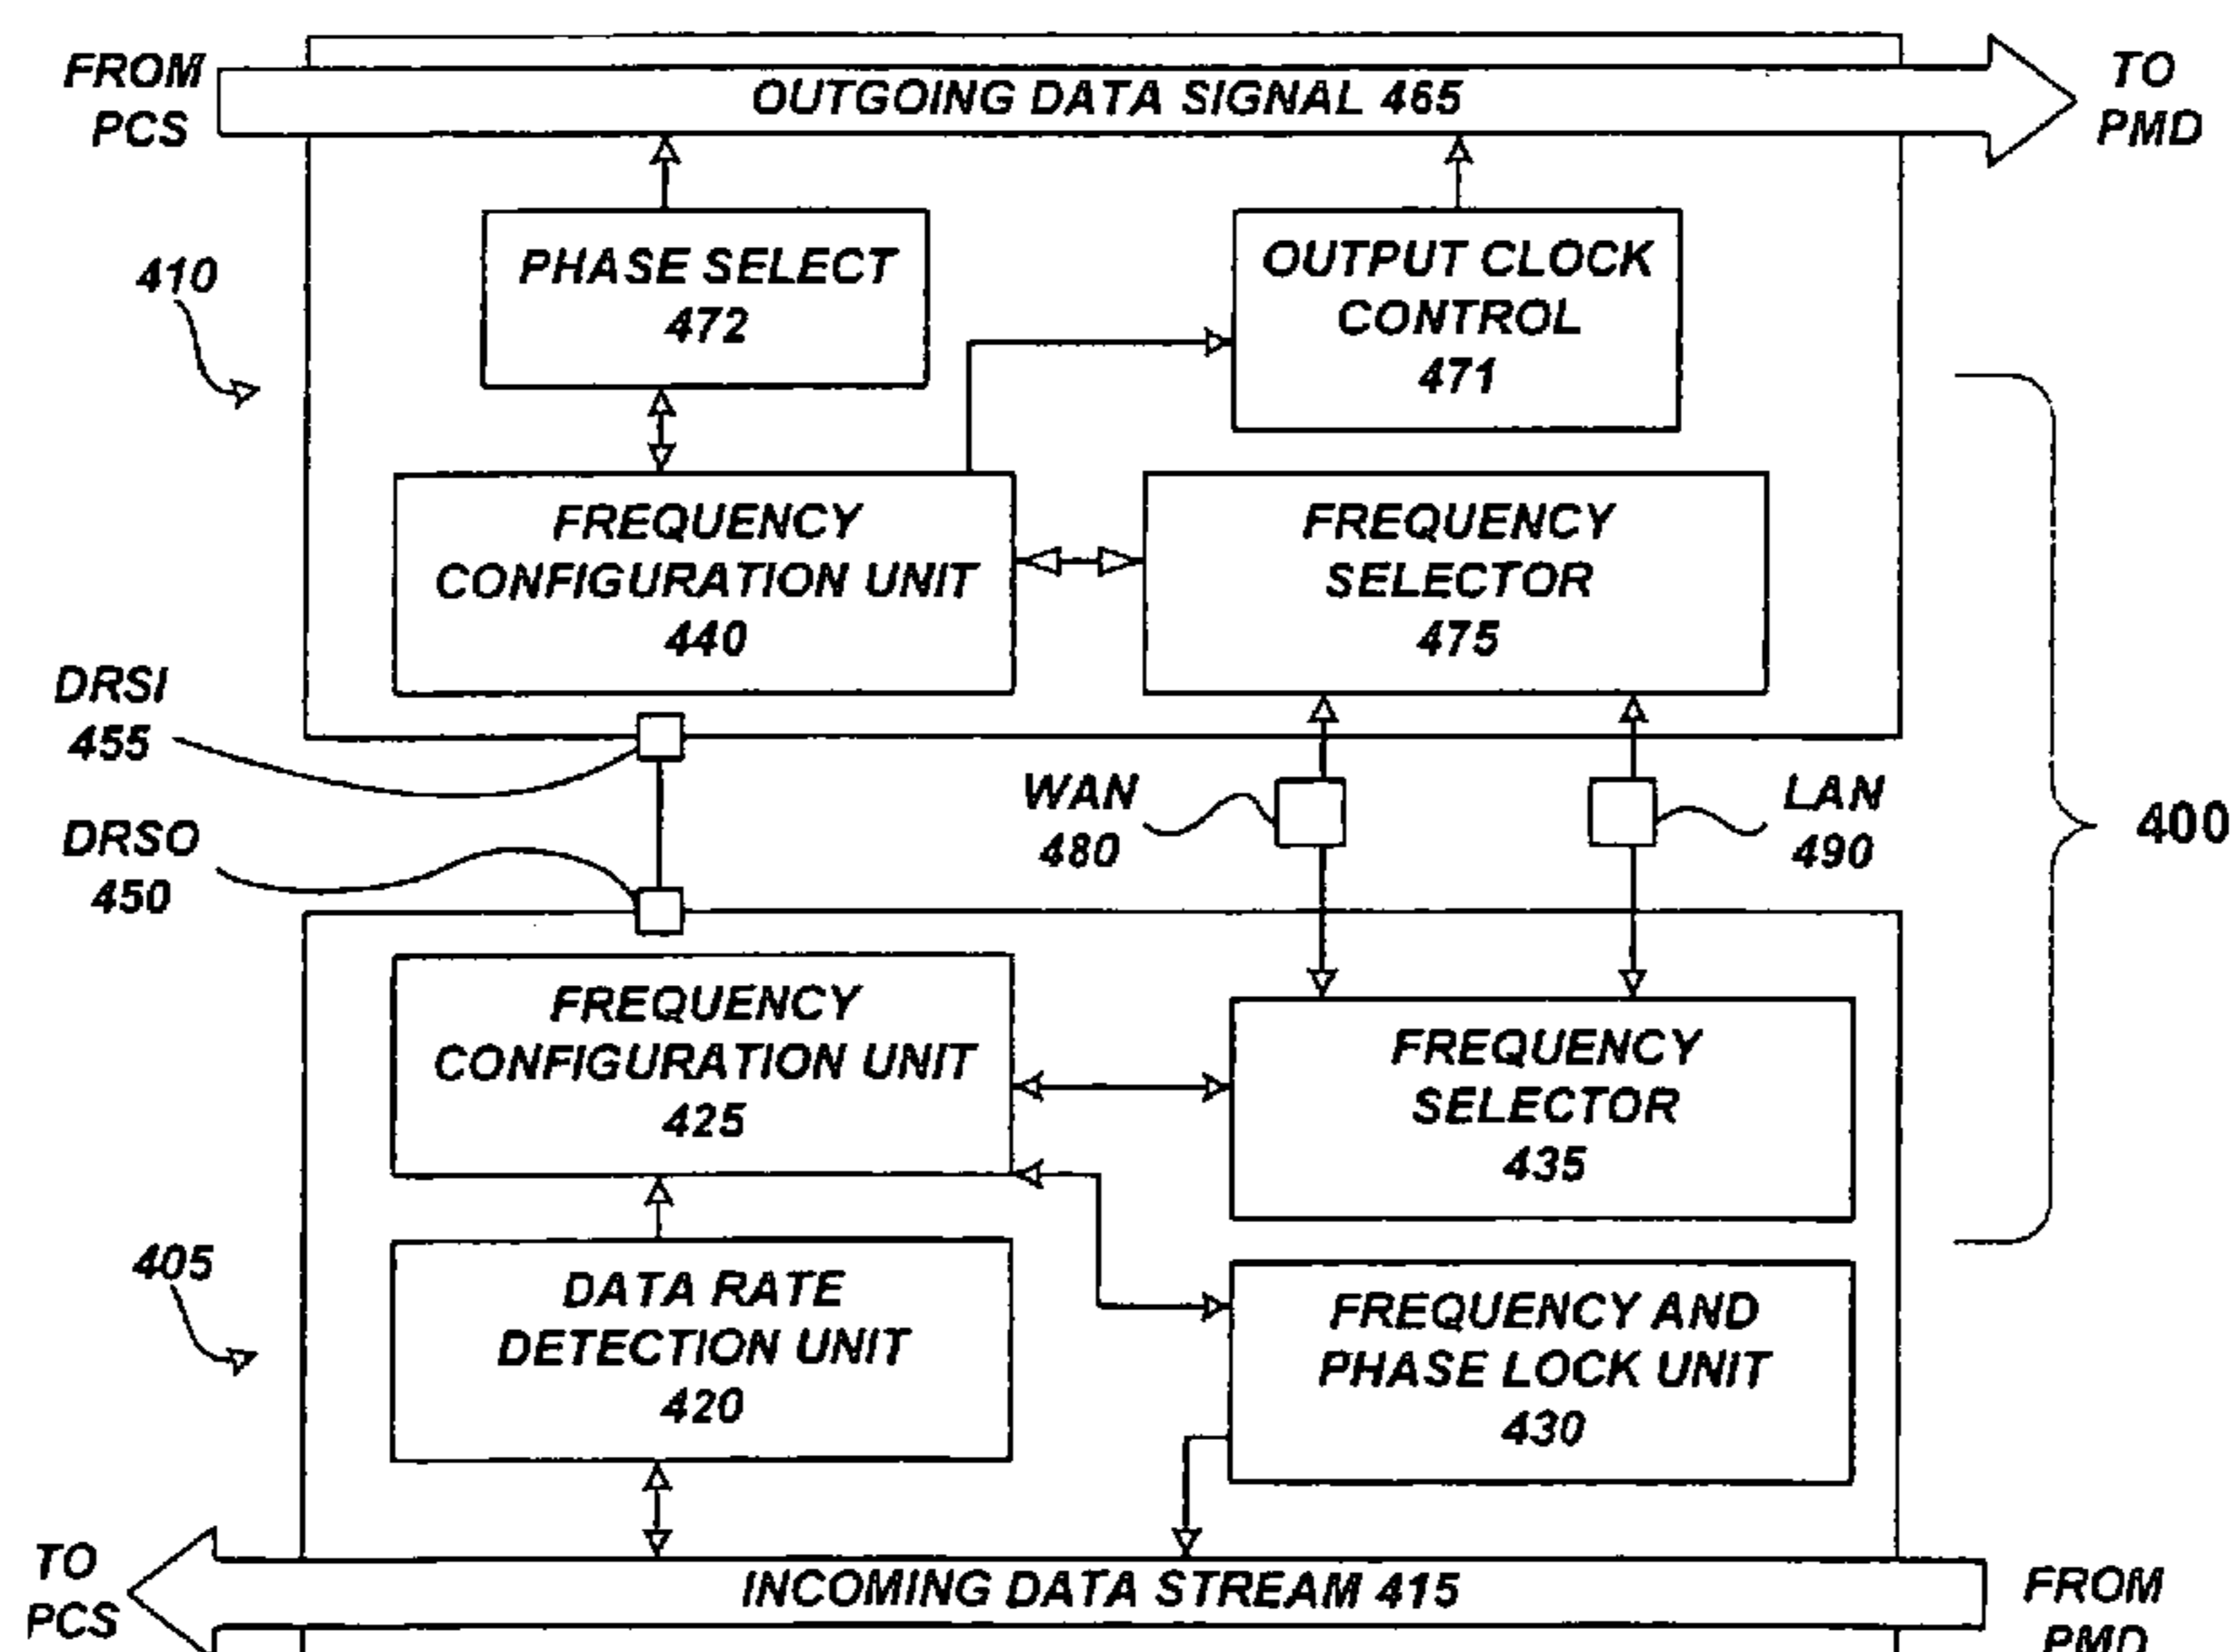 FROM
PCS
OUTGOING DATA SIGNAL 465
TO
PMD
410
PHASE SELECT
472
OUTPUT CLOCK
CONTROL
471
FREQUENCY
CONFIGURATION UNIT
440
FREQUENCY
SELECTOR
475
DRSI
455
DRSO
450
WAN
480
LAN
490
400
FREQUENCY
CONFIGURATION UNIT
425
FREQUENCY
SELECTOR
435
405
DATA RATE
DETECTION UNIT
420
FREQUENCY AND
PHASE LOCK UNIT
430
TO
PCS
INCOMING DATA STREAM 415
FROM
PMD